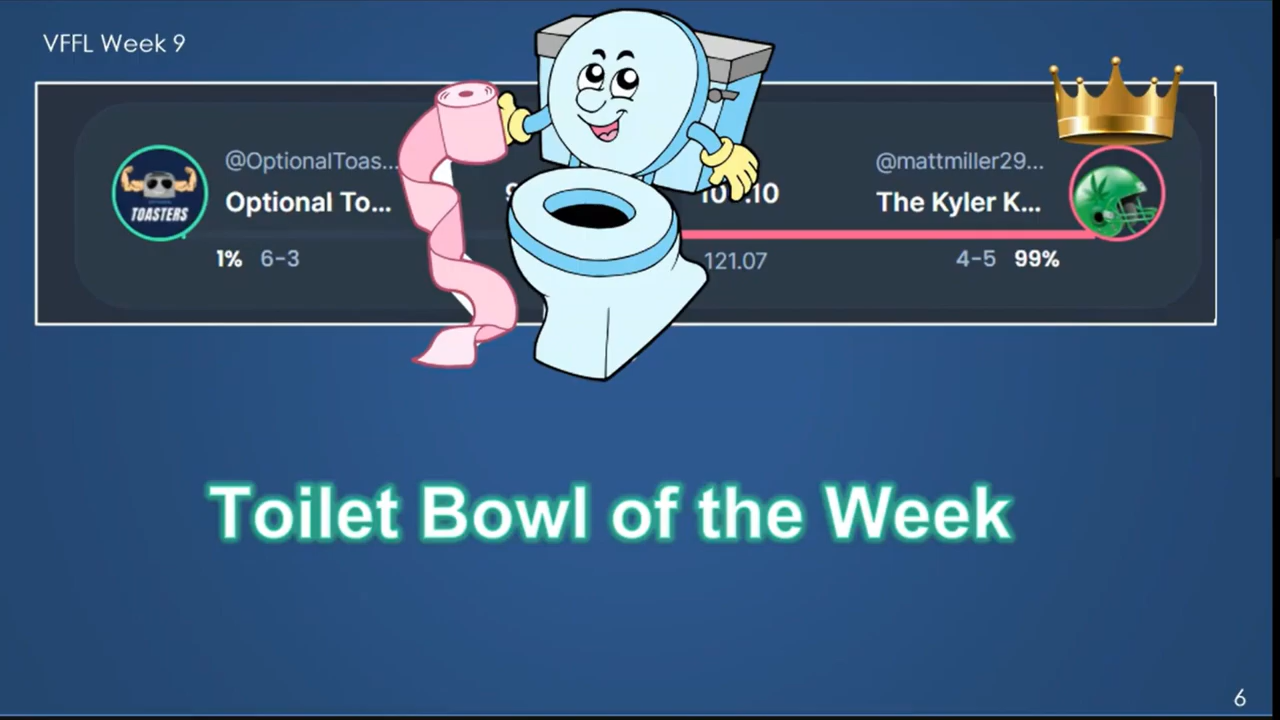 VFFL Week 9
@OptionalToas... @mattmiller29...
TOASTERS
Optional To... The Kyler K...
1% 6-3 121.07 4-5 99%
Toilet Bowl of the Week
6